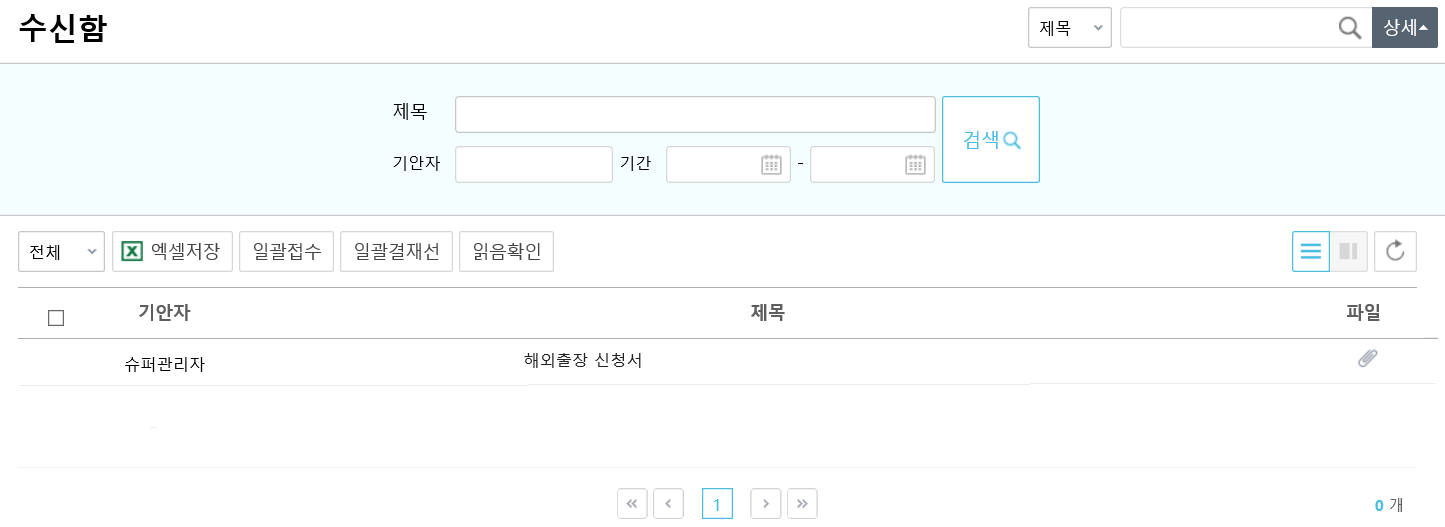 수신함 제목 상세
제목
검색
기안자 기간 -
전체 엑셀저장 일괄접수 일괄결재선 읽음확인
기안자 제목 파일
슈퍼관리자 해외출장 신청서
1 0 개